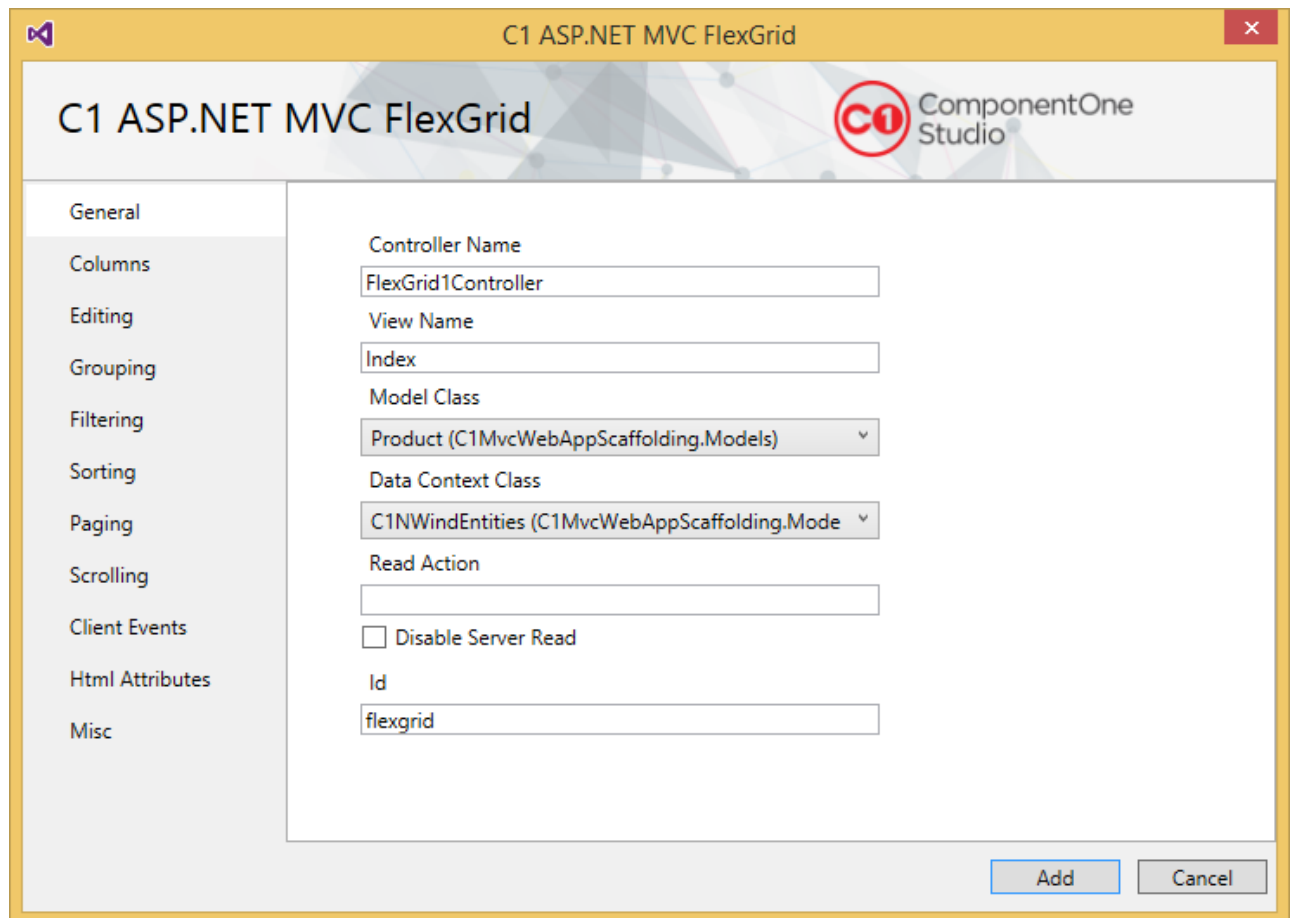 C1 ASP.NET MVC FlexGrid
C1 ASP.NET MVC FlexGrid
C1 ComponentOne
Studio
General
Columns
Editing
Grouping
Filtering
Sorting
Paging
Scrolling
Client Events
Html Attributes
Misc
Controller Name
FlexGrid1Controller
View Name
Index
Model Class
Product (C1MvcWebAppScaffolding.Models)
Data Context Class
C1NWindEntities (C1MvcWebAppScaffolding.Mode
Read Action
Disable Server Read
Id
flexgrid
Add Cancel